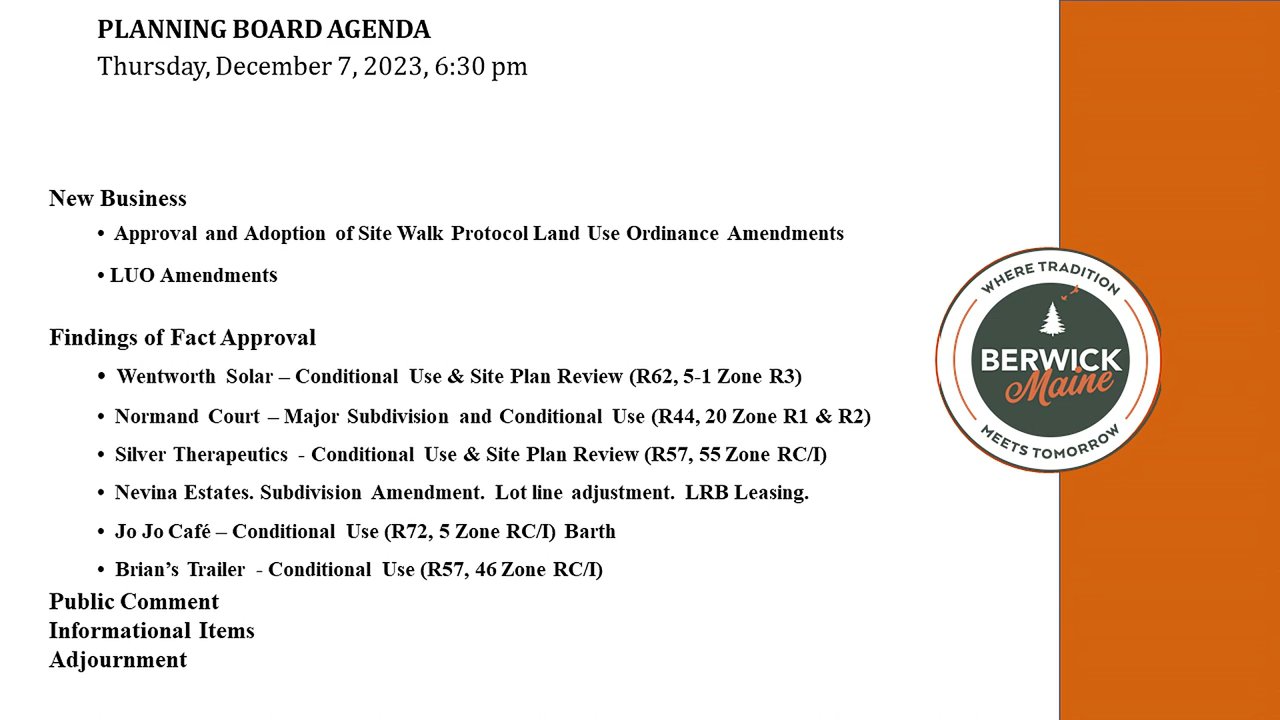 PLANNING BOARD AGENDA
Thursday, December 7, 2023, 6:30 pm
New Business
• Approval and Adoption of Site Walk Protocol Land Use Ordinance Amendments
• LUO Amendments
Findings of Fact Approval
• Wentworth Solar – Conditional Use & Site Plan Review (R62, 5-1 Zone R3)
• Normand Court – Major Subdivision and Conditional Use (R44, 20 Zone R1 & R2)
• Silver Therapeutics - Conditional Use & Site Plan Review (R57, 55 Zone RC/I)
• Nevina Estates. Subdivision Amendment. Lot line adjustment. LRB Leasing.
• Jo Jo Café – Conditional Use (R72, 5 Zone RC/I) Barth
• Brian’s Trailer - Conditional Use (R57, 46 Zone RC/I)
Public Comment
Informational Items
Adjournment
WHERE TRADITION
BERWICK
Maine
MEETS TOMORROW